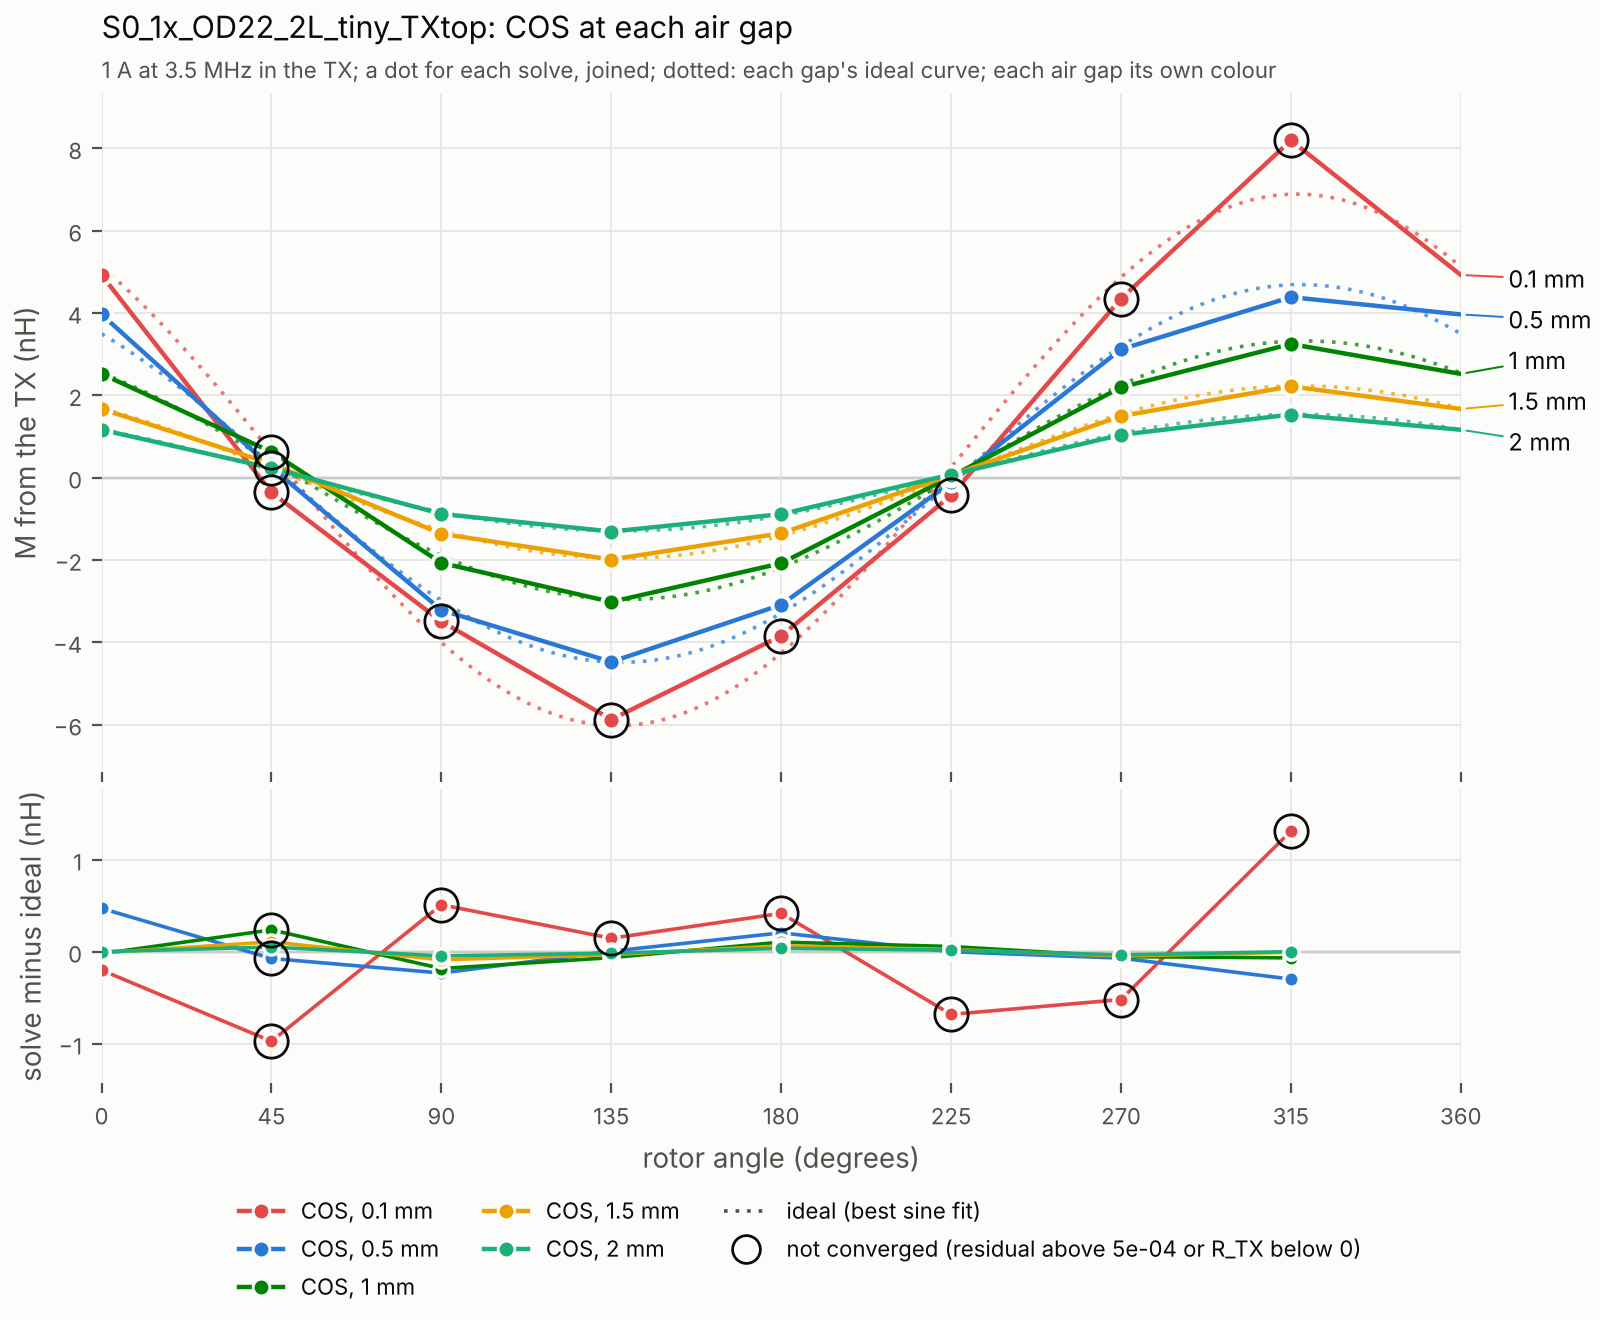 S0_1x_OD22_2L_tiny_TXtop: COS at each air gap
1 A at 3.5 MHz in the TX; a dot for each solve, joined; dotted: each gap's ideal curve; each air gap its own colour
M from the TX (nH)
8
6
4
2
0
−2
−4
−6
0.1 mm
0.5 mm
1 mm
1.5 mm
2 mm
solve minus ideal (nH)
1
0
−1
0 45 90 135 180 225 270 315 360
rotor angle (degrees)
COS, 0.1 mm COS, 1.5 mm ideal (best sine fit)
COS, 0.5 mm COS, 2 mm not converged (residual above 5e-04 or R_TX below 0)
COS, 1 mm